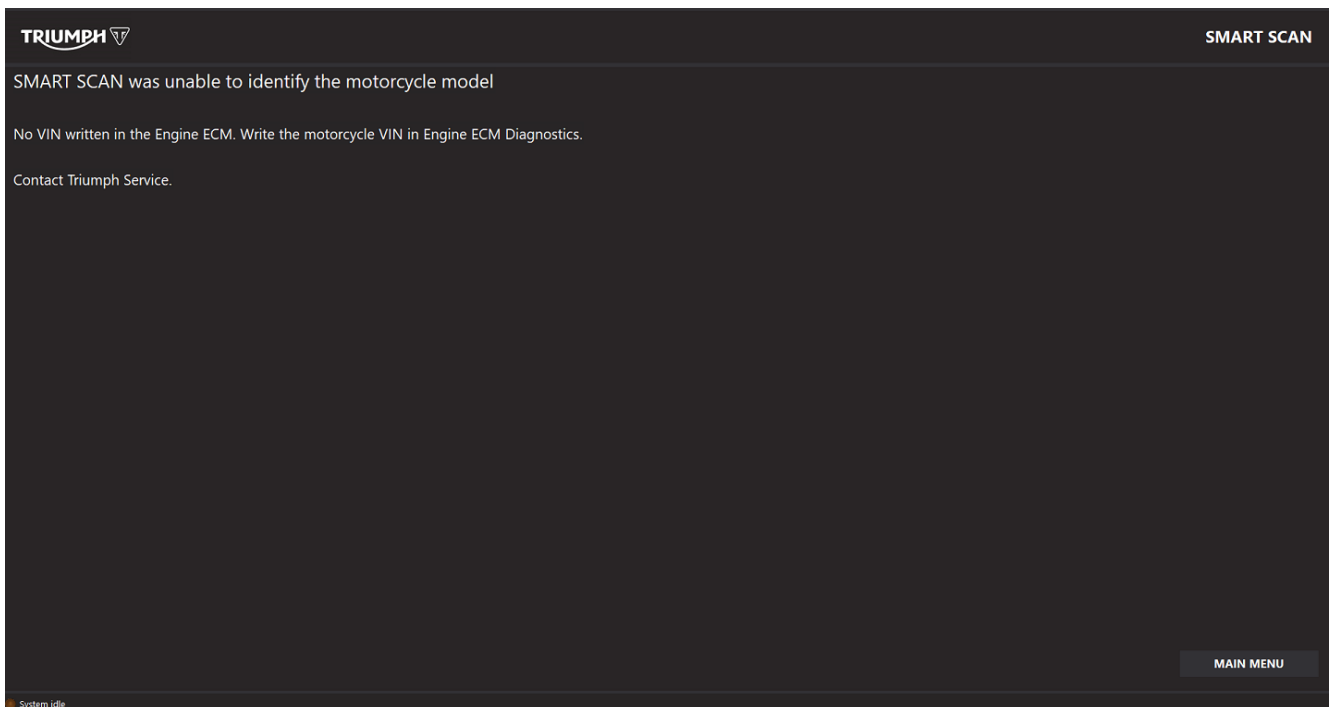 TRIUMPH
SMART SCAN
SMART SCAN was unable to identify the motorcycle model
No VIN written in the Engine ECM. Write the motorcycle VIN in Engine ECM Diagnostics.
Contact Triumph Service.
MAIN MENU
System idle